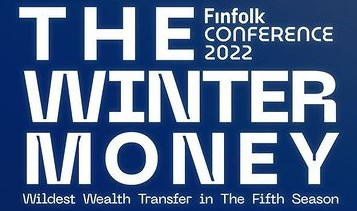 THE
Finfolk
CONFERENCE
2022
WINTER
MONEY
Wildest Wealth Transfer in The Fifth Season